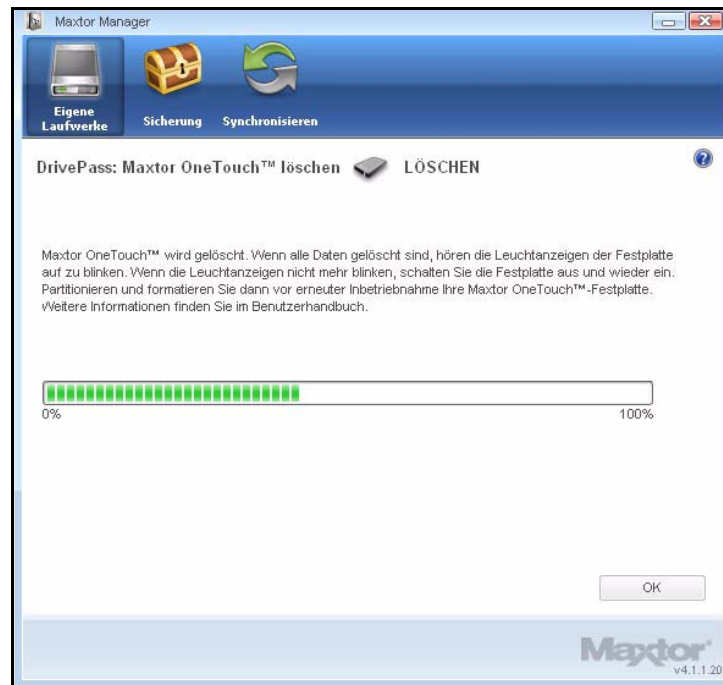 Maxtor Manager
Eigene
Laufwerke
Sicherung
Synchronisieren
DrivePass: Maxtor OneTouch™ löschen LÖSCHEN
Maxtor OneTouch™ wird gelöscht. Wenn alle Daten gelöscht sind, hören die Leuchtanzeigen der Festplatte
auf zu blinken. Wenn die Leuchtanzeigen nicht mehr blinken, schalten Sie die Festplatte aus und wieder ein.
Partitionieren und formatieren Sie dann vor erneuter Inbetriebnahme Ihre Maxtor OneTouch™-Festplatte.
Weitere Informationen finden Sie im Benutzerhandbuch.
0% 100%
OK
Maxtor
v4.1.1.20